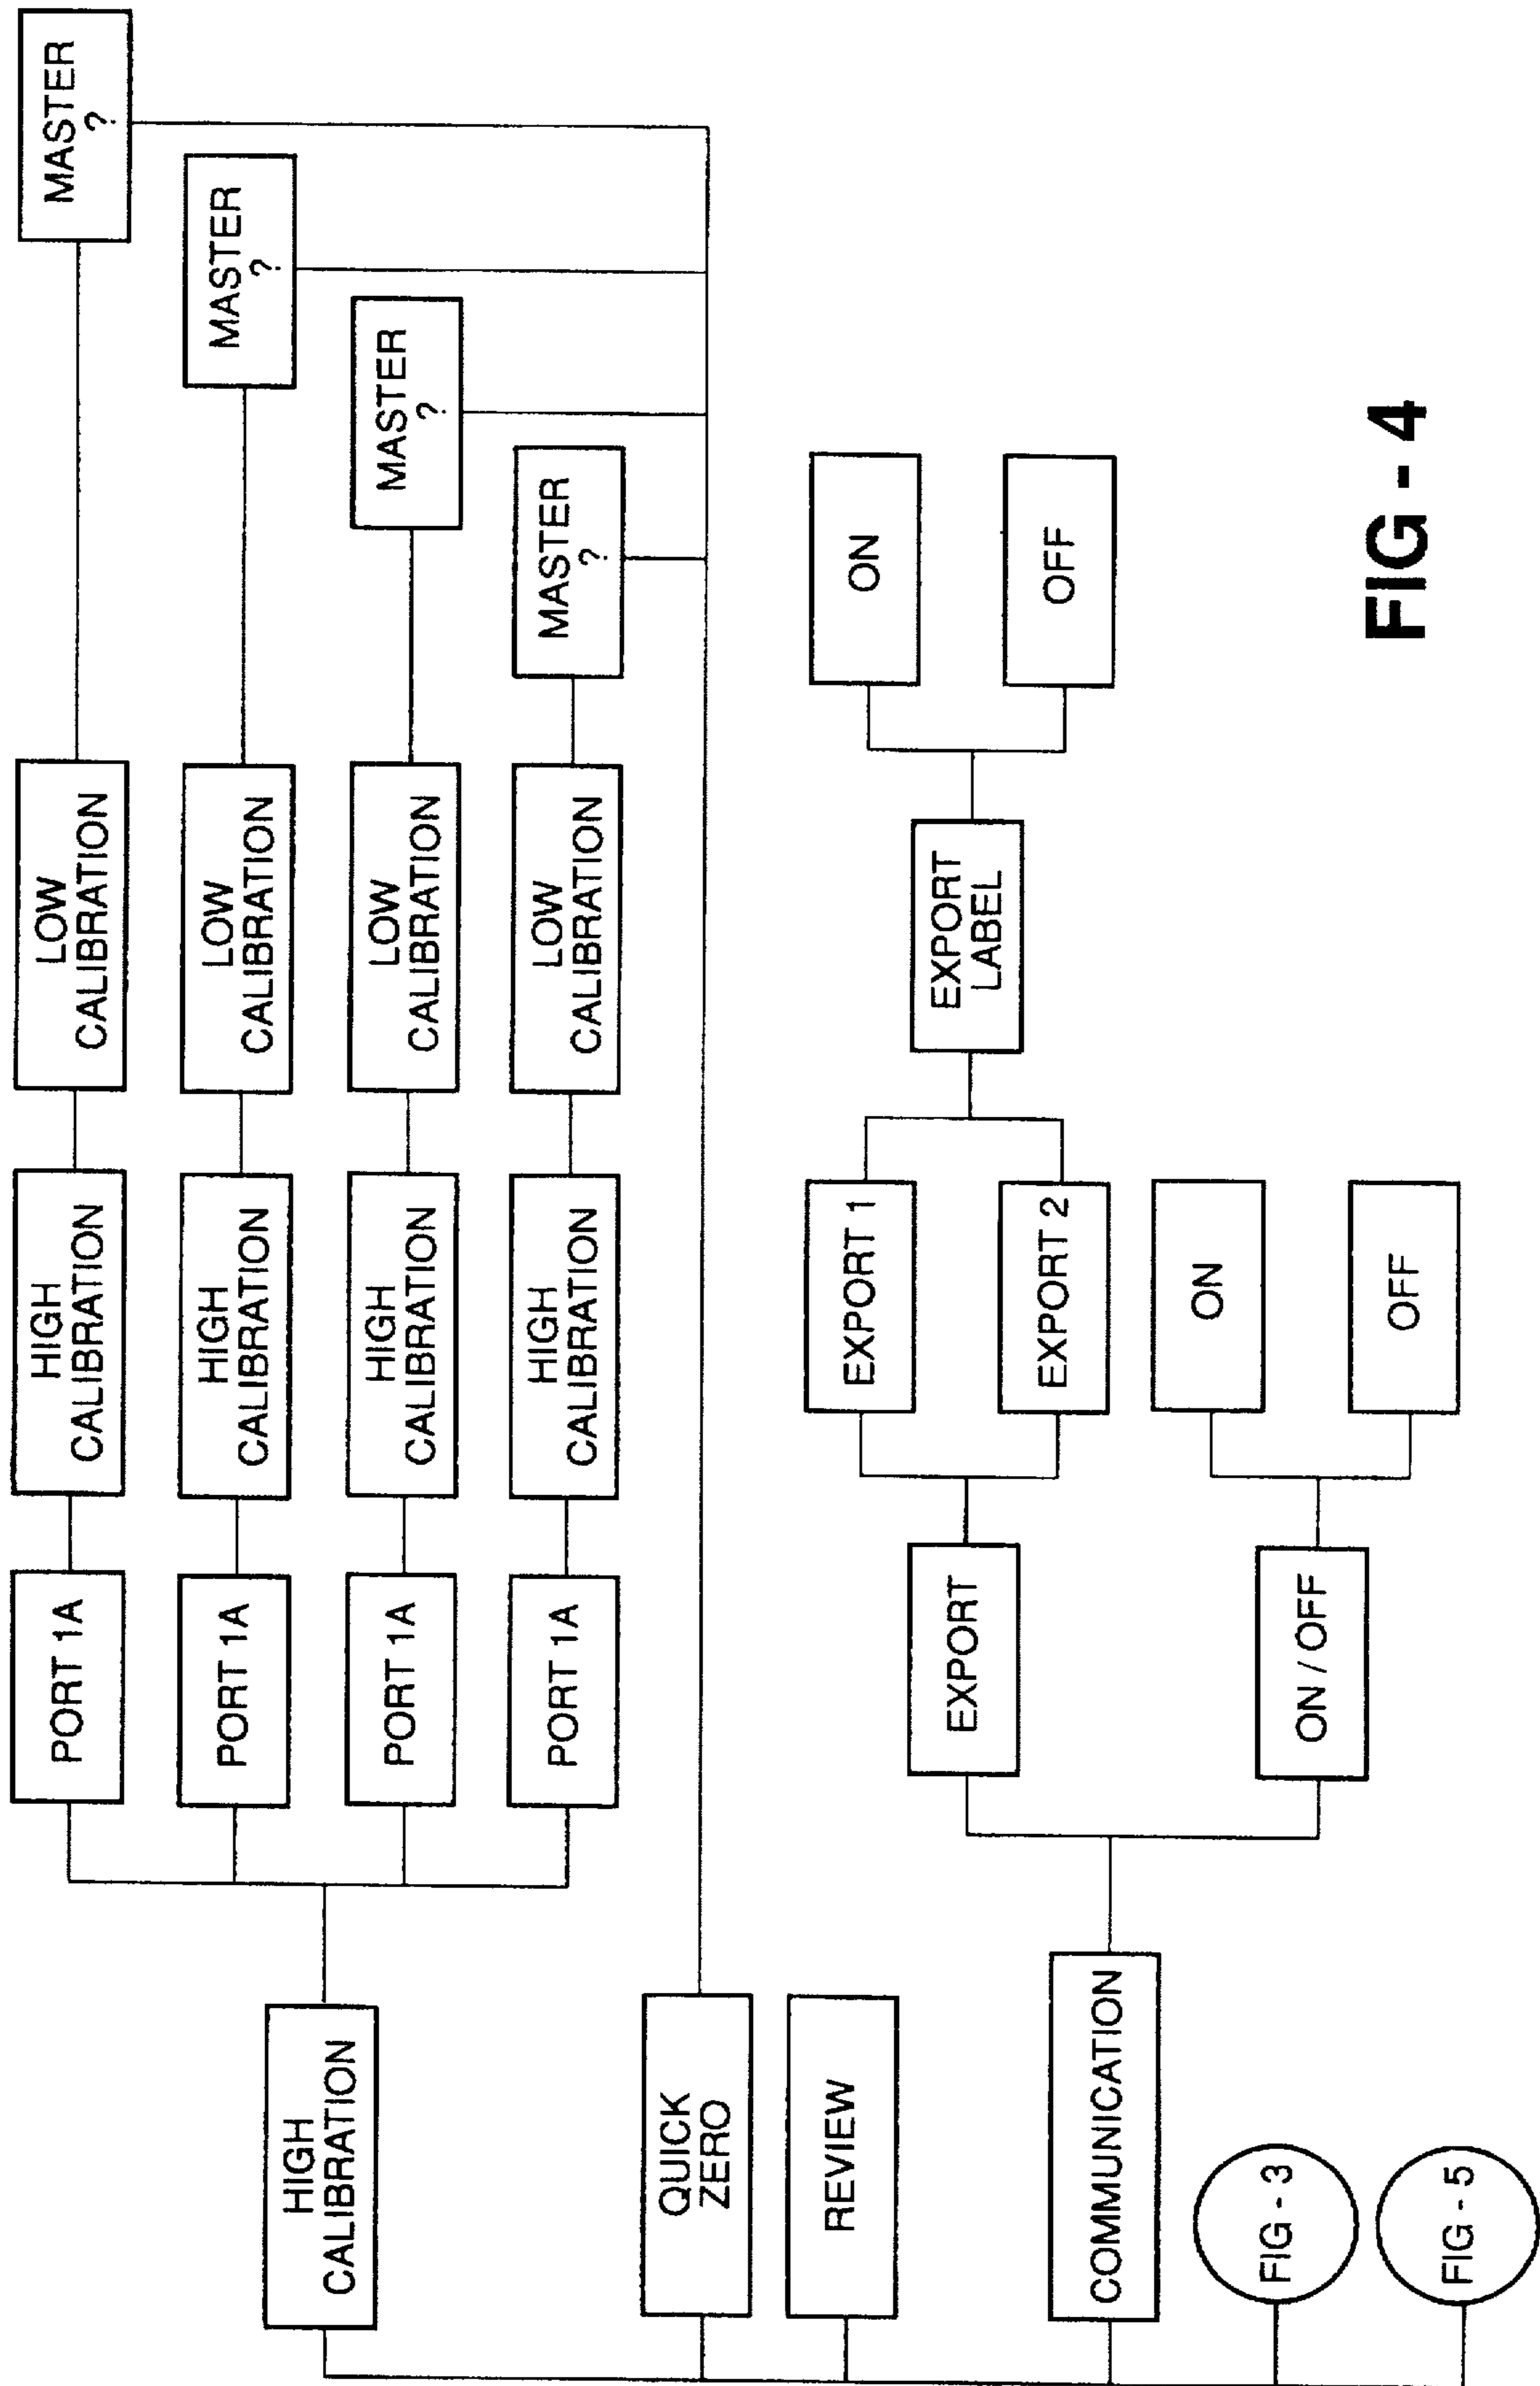 HIGH
CALIBRATION
PORT 1A
HIGH
CALIBRATION
LOW
CALIBRATION
MASTER
?
PORT 1A
HIGH
CALIBRATION
LOW
CALIBRATION
MASTER
?
PORT 1A
HIGH
CALIBRATION
LOW
CALIBRATION
MASTER
?
PORT 1A
HIGH
CALIBRATION
LOW
CALIBRATION
MASTER
?
QUICK
ZERO
REVIEW
COMMUNICATION
EXPORT
EXPORT 1
EXPORT 2
EXPORT
LABEL
ON
OFF
ON / OFF
ON
OFF
FIG - 3
FIG - 5
FIG - 4